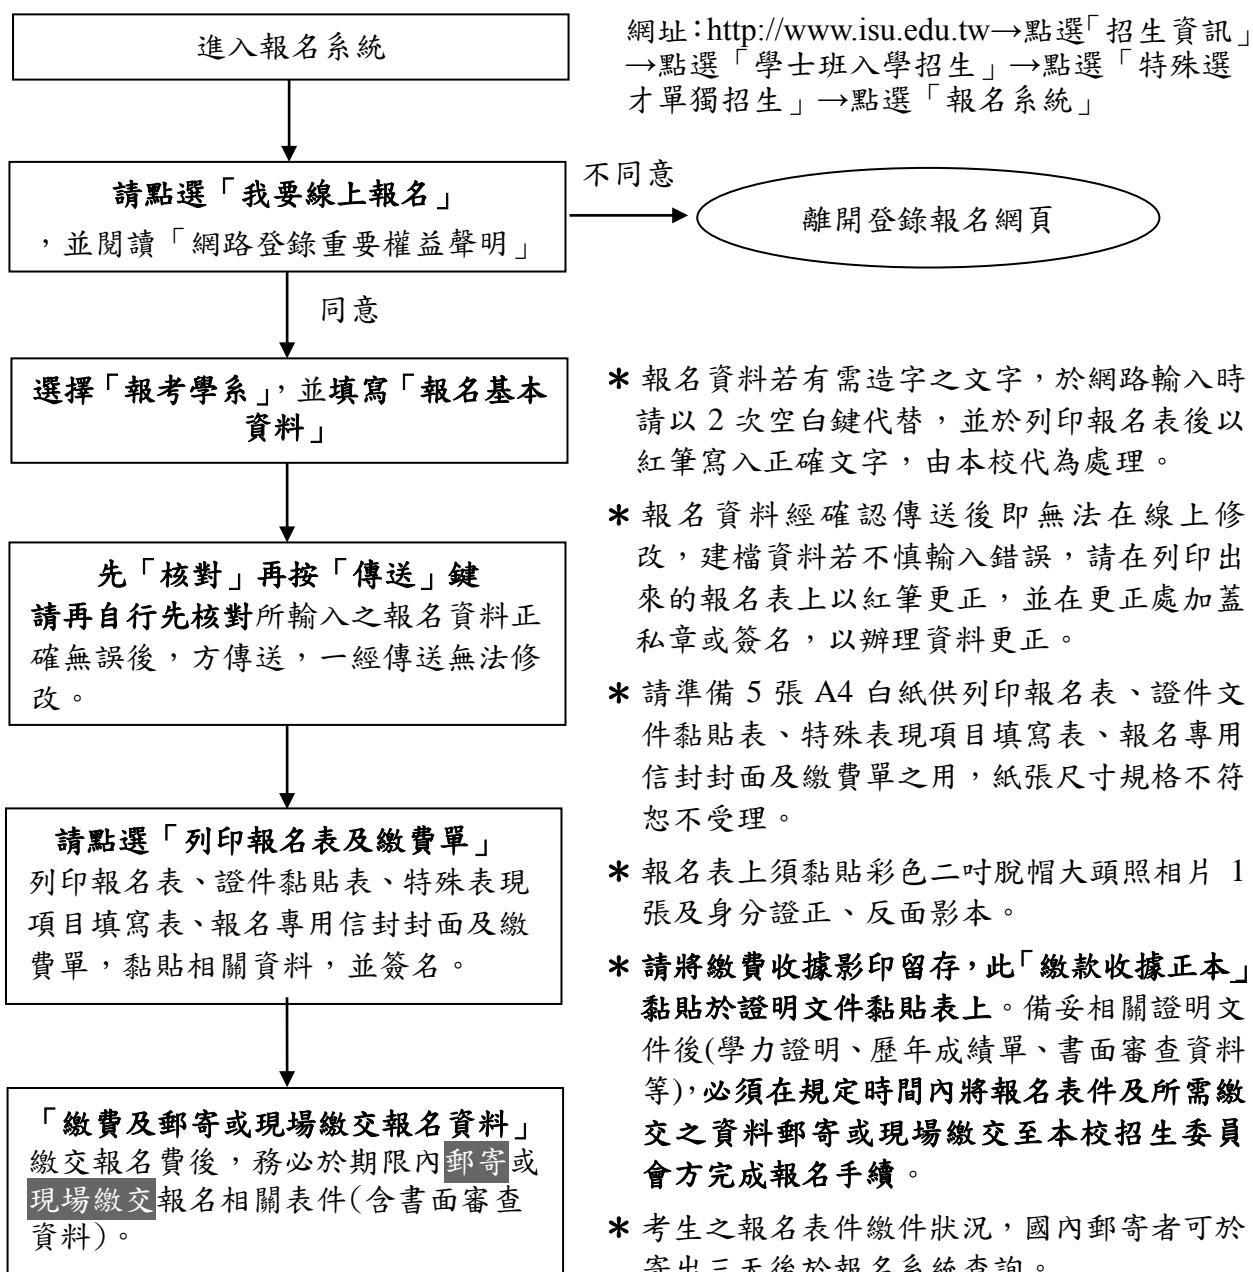 進入報名系統
網址：http://www.isu.edu.tw→點選「招生資訊」
→點選「學士班入學招生」→點選「特殊選
才單獨招生」→點選「報名系統」
請點選「我要線上報名」
，並閱讀「網路登錄重要權益聲明」
不同意
離開登錄報名網頁
同意
選擇「報考學系」，並填寫「報名基本
資料」
先「核對」再按「傳送」鍵
請再自行先核對所輸入之報名資料正
確無誤後，方傳送，一經傳送無法修
改。
請點選「列印報名表及繳費單」
列印報名表、證件黏貼表、特殊表現
項目填寫表、報名專用信封封面及繳
費單，黏貼相關資料，並簽名。
「繳費及郵寄或現場繳交報名資料」
繳交報名費後，務必於期限內郵寄或
現場繳交報名相關表件(含書面審查
資料)。
＊報名資料若有需造字之文字，於網路輸入時
請以 2 次空白鍵代替，並於列印報名表後以
紅筆寫入正確文字，由本校代為處理。
＊報名資料經確認傳送後即無法在線上修
改，建檔資料若不慎輸入錯誤，請在列印出
來的報名表上以紅筆更正，並在更正處加蓋
私章或簽名，以辦理資料更正。
＊請準備 5 張 A4 白紙供列印報名表、證件文
件黏貼表、特殊表現項目填寫表、報名專用
信封封面及繳費單之用，紙張尺寸規格不符
恕不受理。
＊報名表上須黏貼彩色二吋脫帽大頭照相片 1
張及身分證正、反面影本。
＊請將繳費收據影印留存，此「繳款收據正本」
黏貼於證明文件黏貼表上。備妥相關證明文
件後(學力證明、歷年成績單、書面審查資料
等)，必須在規定時間內將報名表件及所需繳
交之資料郵寄或現場繳交至本校招生委員
會方完成報名手續。
＊考生之報名表件繳件狀況，國內郵寄者可於
寄出三天後於報名系統查詢。